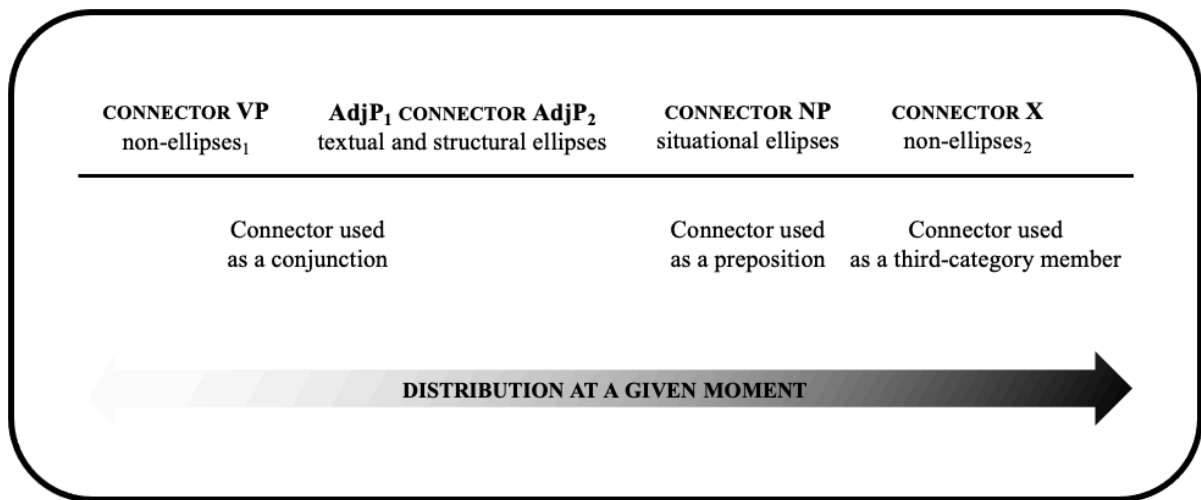 CONNECTOR VP AdjP₁ CONNECTOR AdjP₂ CONNECTOR NP CONNECTOR X
non-ellipses₁ textual and structural ellipses situational ellipses non-ellipses₂
Connector used Connector used Connector used
as a conjunction as a preposition as a third-category member
DISTRIBUTION AT A GIVEN MOMENT